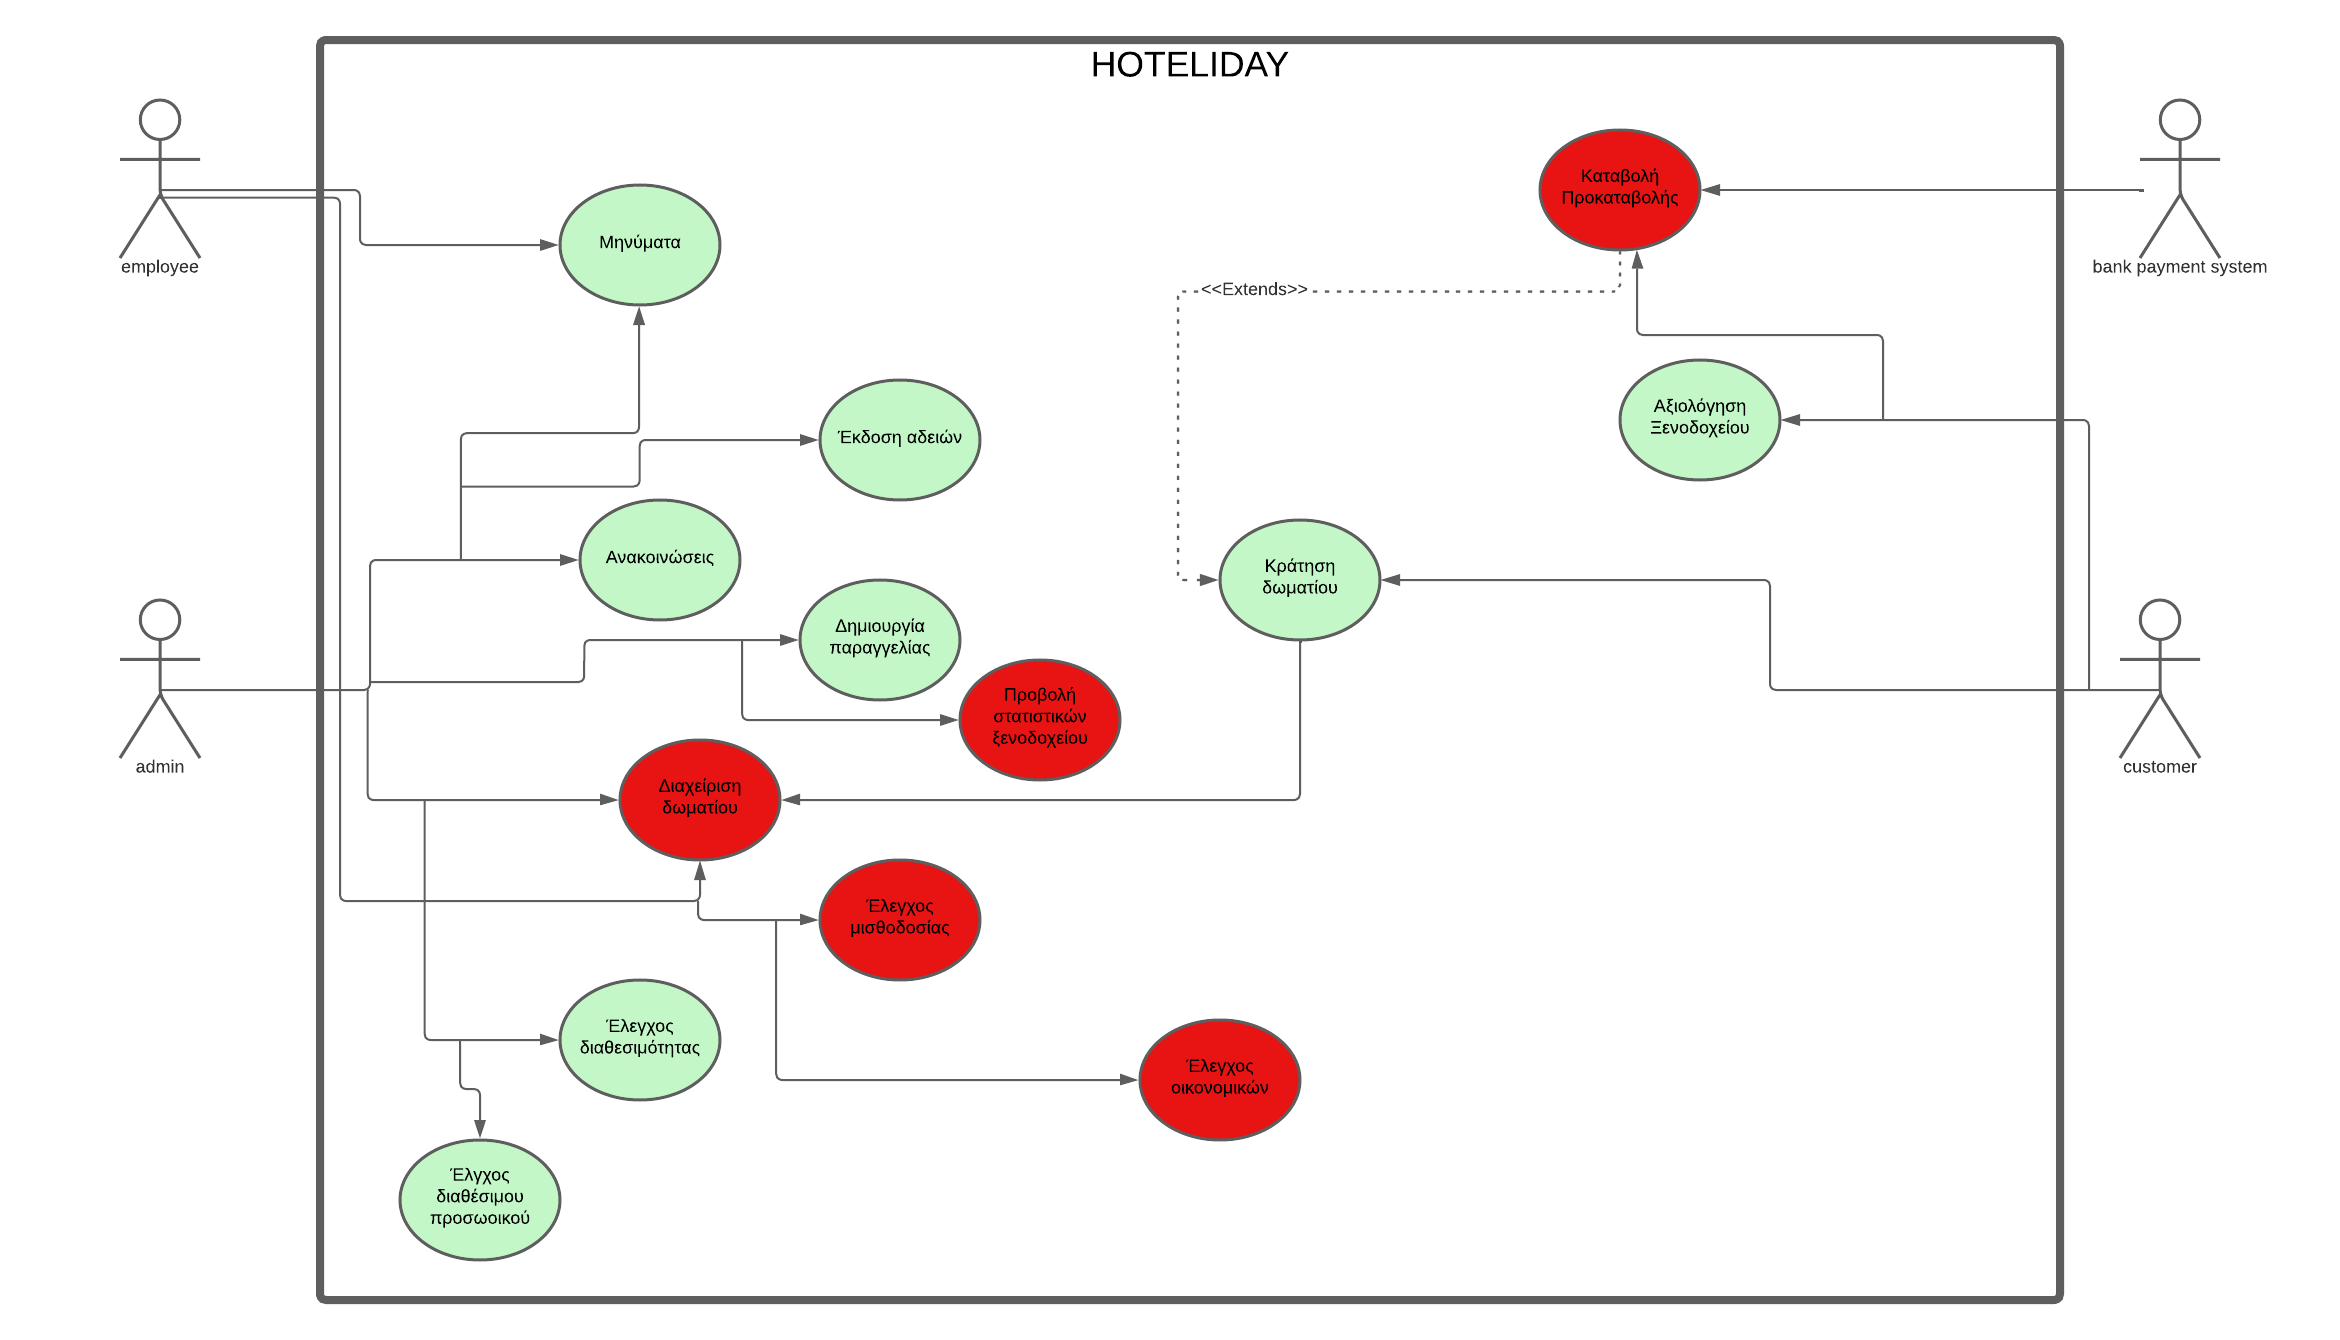 HOTELIDAY
employee
bank payment system
Μηνύματα
Καταβολή
Προκαταβολής
<<Extends>>
Έκδοση αδειών
Αξιολόγηση
Ξενοδοχείου
Ανακοινώσεις
Κράτηση
δωματίου
Δημιουργία
παραγγελίας
Προβολή
στατιστικών
ξενοδοχείου
admin
customer
Διαχείριση
δωματίου
Έλεγχος
μισθοδοσίας
Έλεγχος
διαθεσιμότητας
Έλεγχος
οικονομικών
Έλγχος
διαθέσιμου
προσωοικού